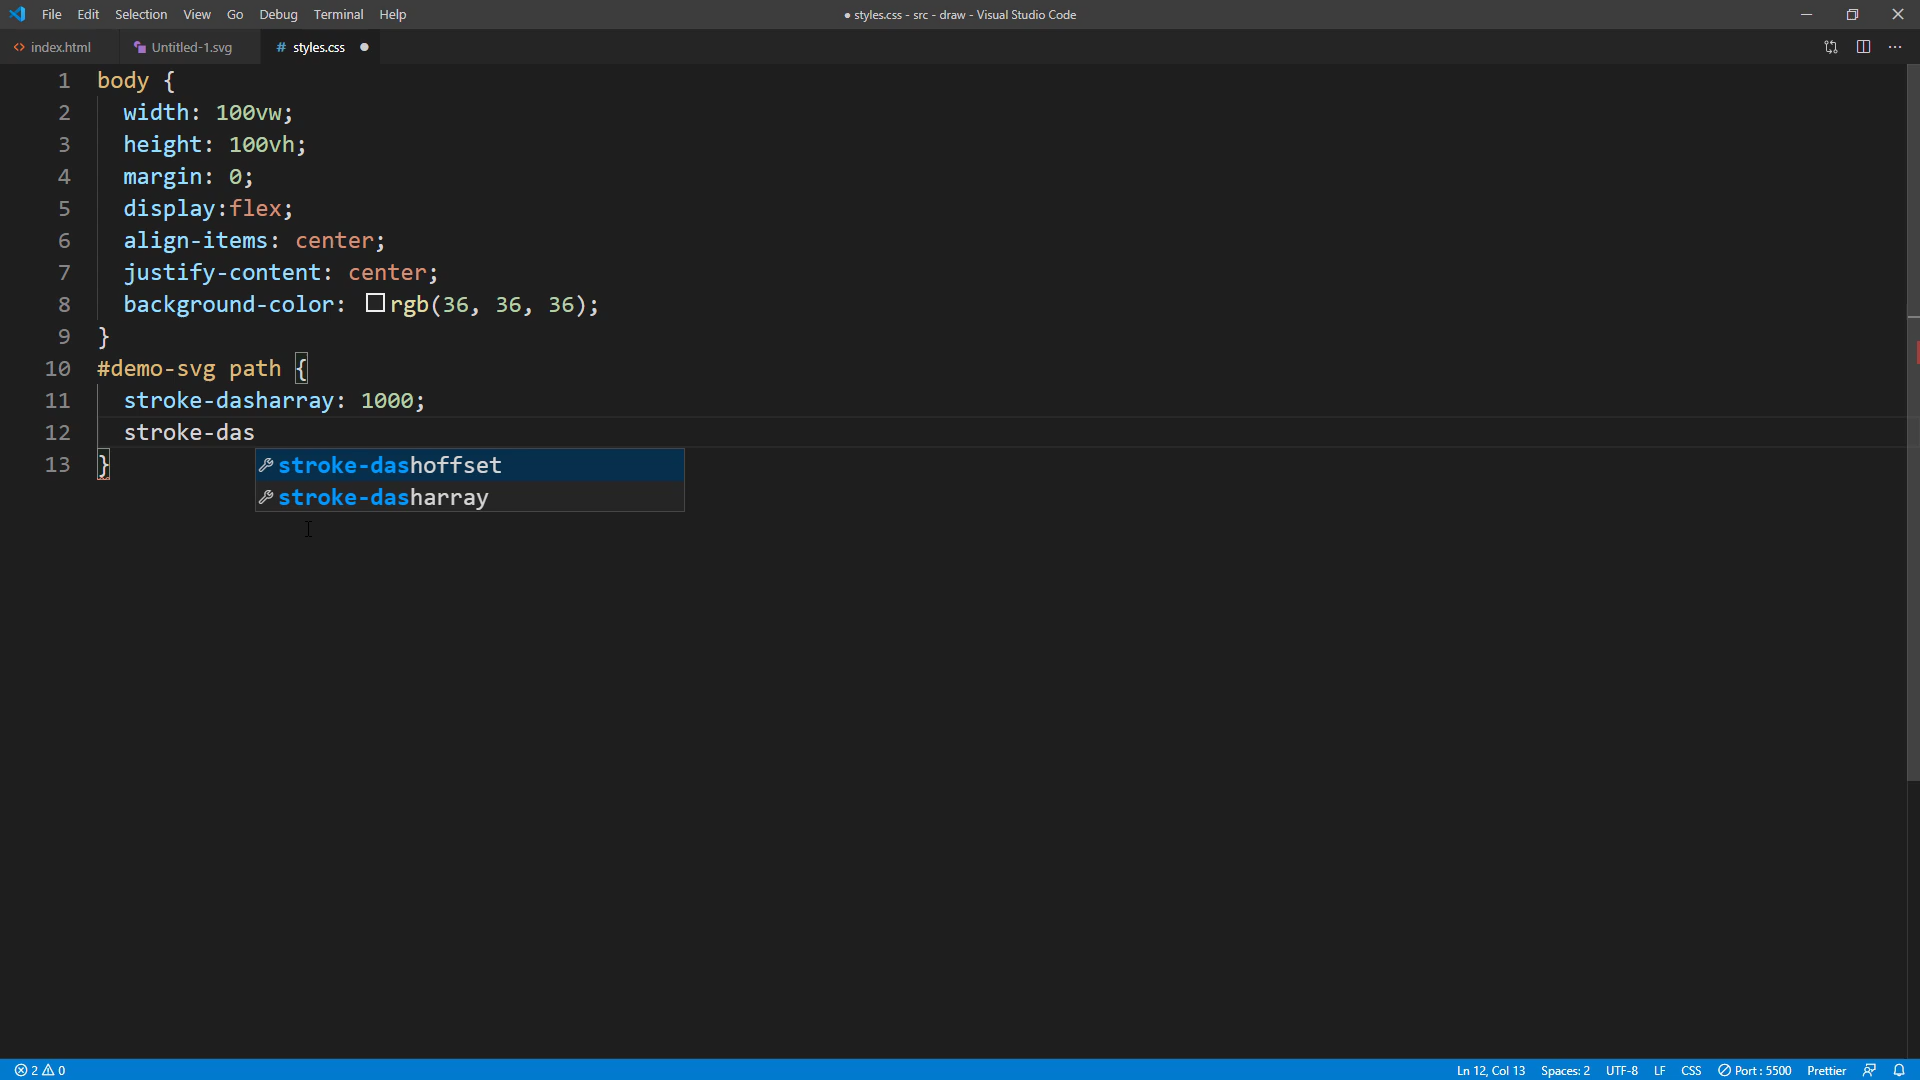 File Edit Selection View Go Debug Terminal Help
● styles.css - src - draw - Visual Studio Code
index.html Untitled-1.svg # styles.css ●
1 body {
2 width: 100vw;
3 height: 100vh;
4 margin: 0;
5 display:flex;
6 align-items: center;
7 justify-content: center;
8 background-color: rgb(36, 36, 36);
9 }
10 #demo-svg path {
11 stroke-dasharray: 1000;
12 stroke-das
13 }
stroke-dashoffset
stroke-dasharray
2 0 Ln 12, Col 13 Spaces: 2 UTF-8 LF CSS Port : 5500 Prettier